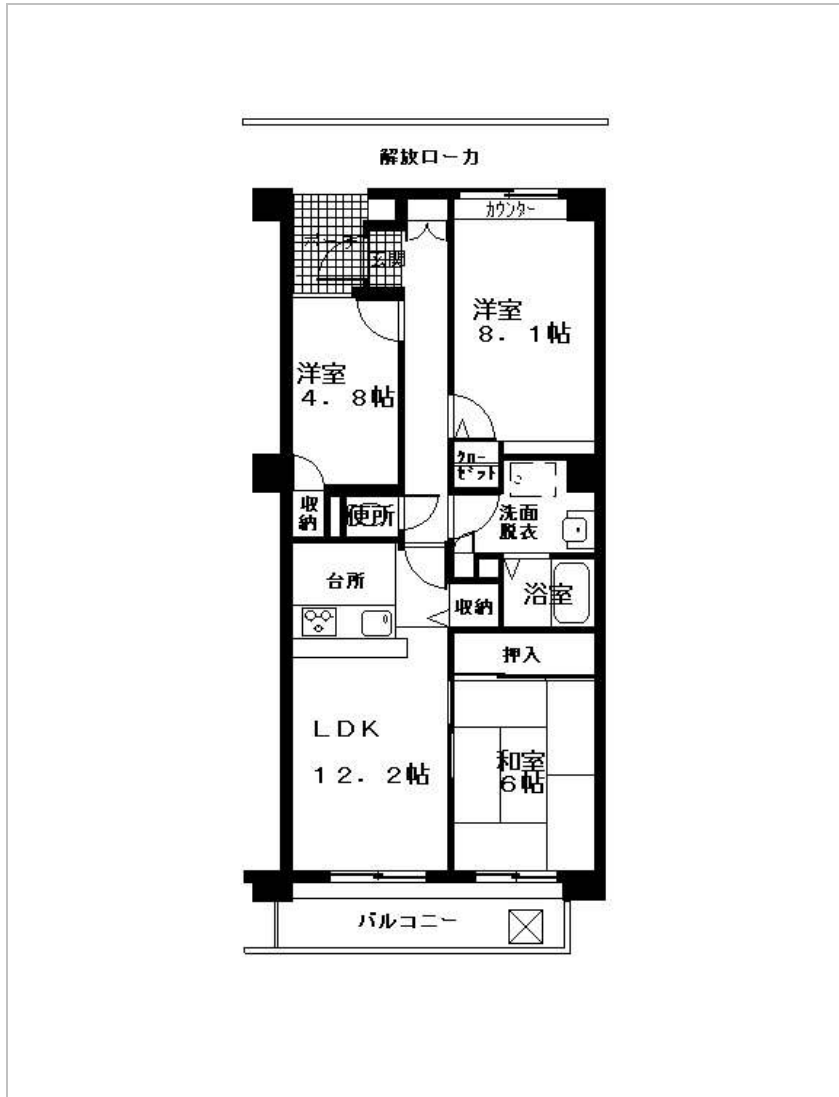 解放ローカ
カウンター
ポーチ
玄関
洋室
8.1帖
洋室
4.8帖
クロー
ゼット
収
納
便所
洗面
脱衣
台所
収納
浴室
押入
LDK
12.2帖
和室
6帖
バルコニー